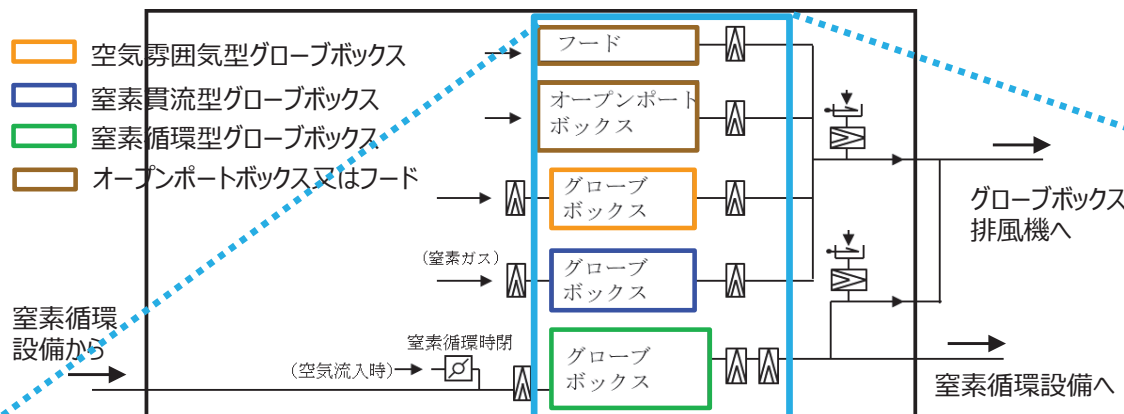 空気雰囲気型グローブボックス
窒素貫流型グローブボックス
窒素循環型グローブボックス
オープンポートボックス又はフード
フード
オープンポート
ボックス
グローブ
ボックス
(窒素ガス)
グローブ
ボックス
グローブボックス
排風機へ
窒素循環
設備から
窒素循環時閉
(空気流入時)
グローブ
ボックス
窒素循環設備へ